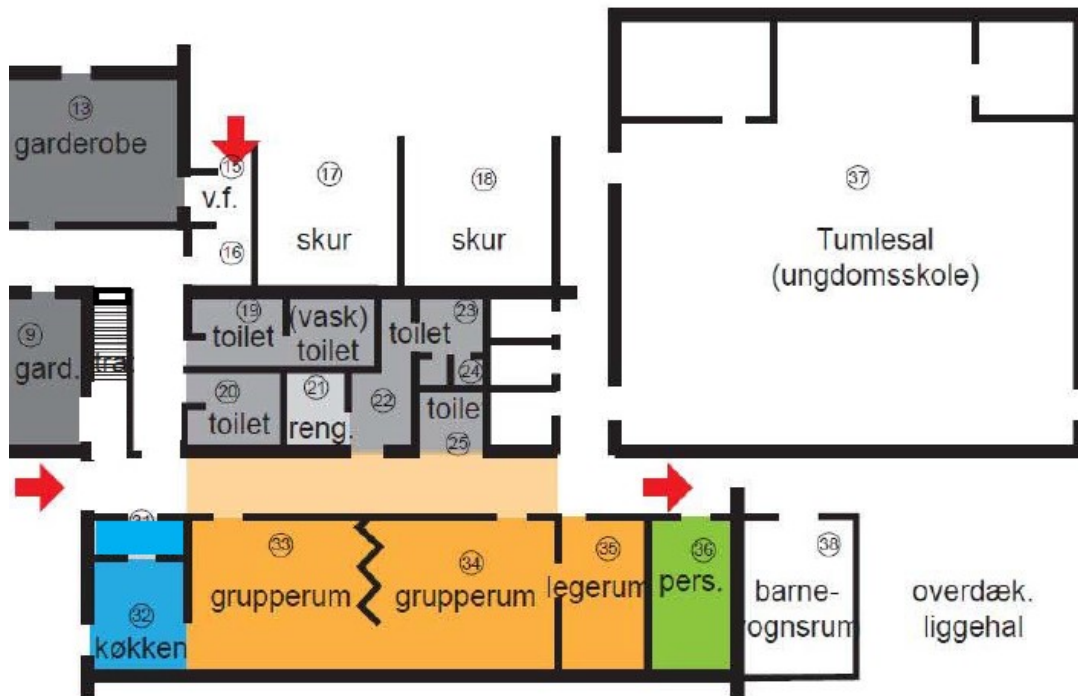 13
garderobe
15
v.f.
16
17
skur
18
skur
37
Tumlesal
(ungdomsskole)
9
gard.
19
toilet
(vask)
toilet
toilet
23
24
20
toilet
21
reng.
22
toile
25
31
32
køkken
33
grupperum
34
grupperum
35
legerum
36
pers.
38
barne-
vognsrum
overdæk.
liggehal